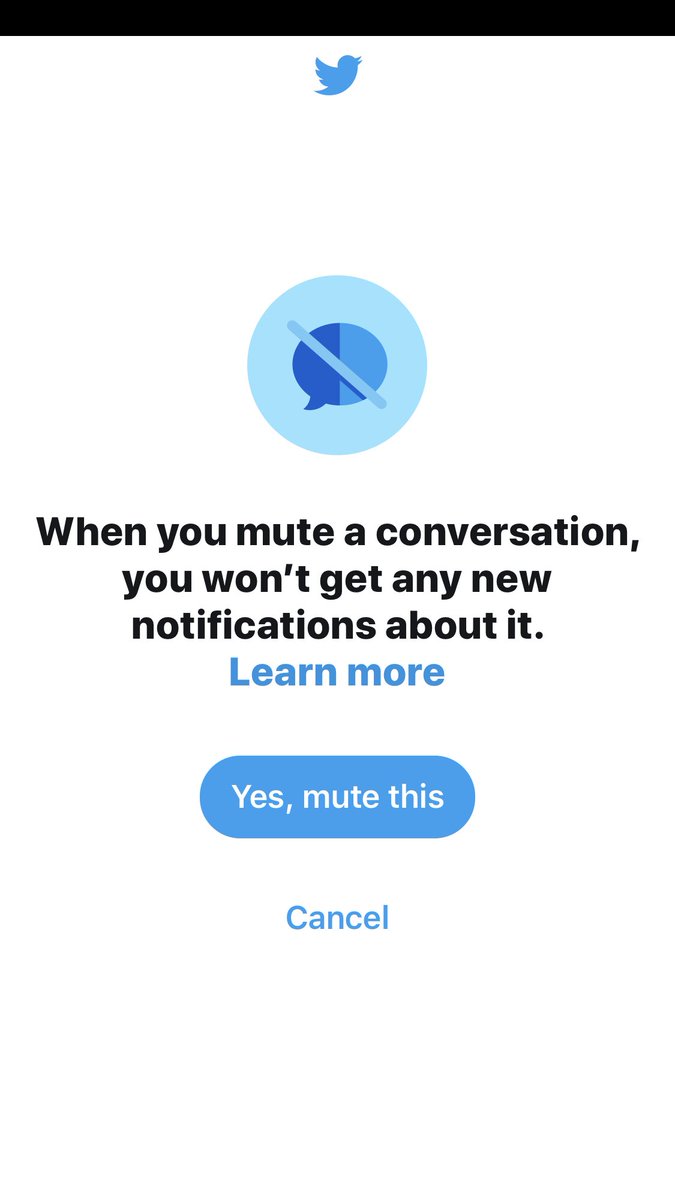 When you mute a conversation,
you won’t get any new
notifications about it.
Learn more
Yes, mute this
Cancel